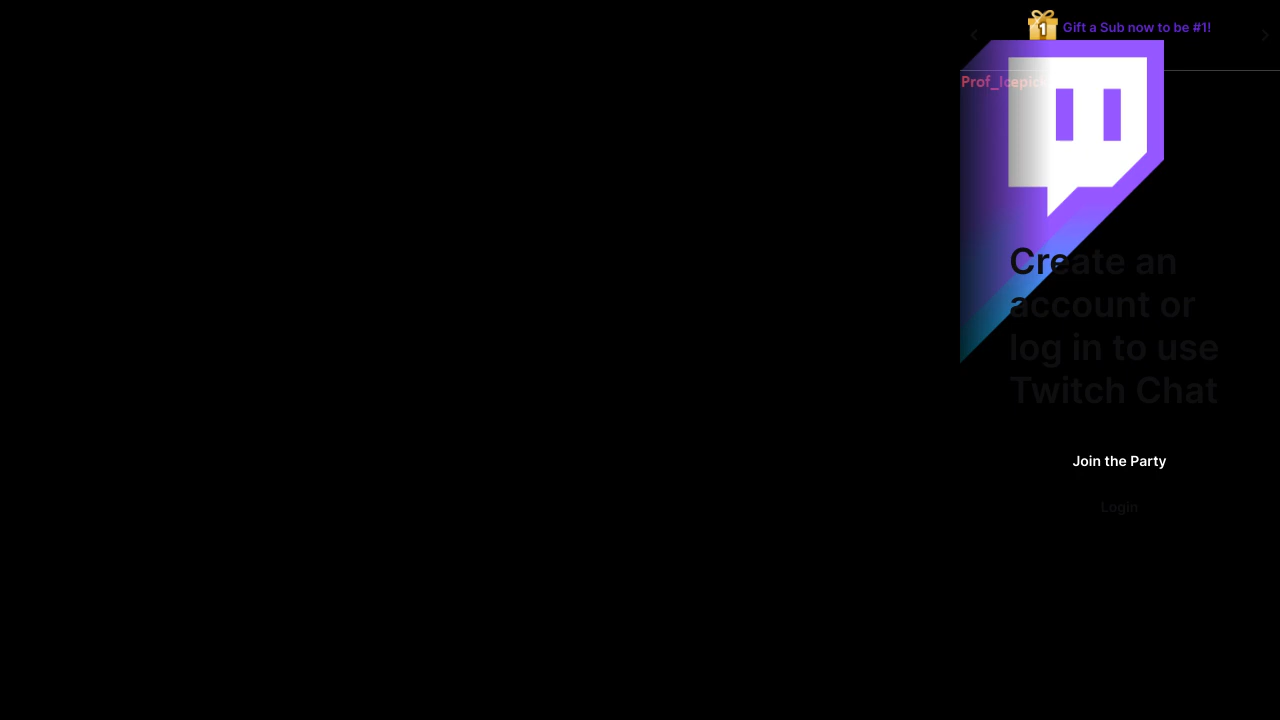 1 Gift a Sub now to be #1!
Create an
account or
log in to use
Twitch Chat
Join the Party
Login